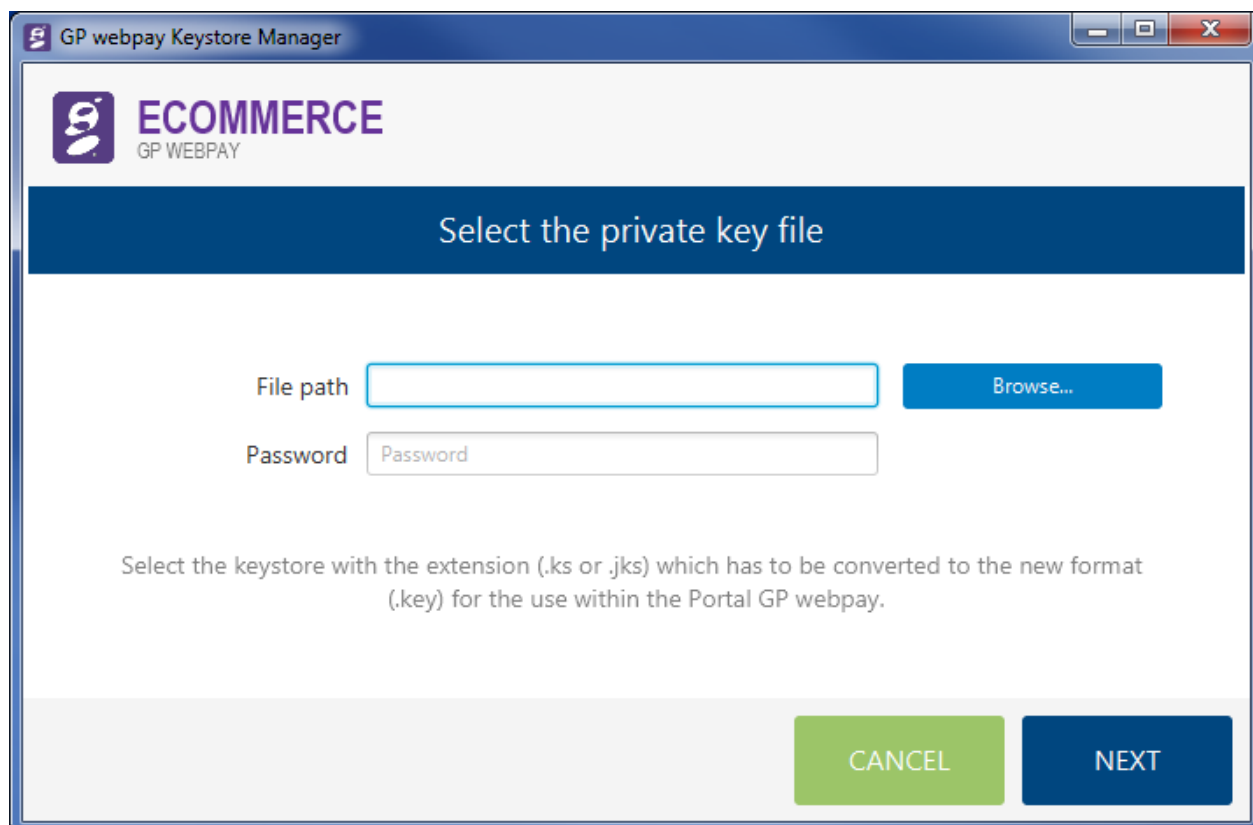 GP webpay Keystore Manager
ECOMMERCE
GP WEBPAY
Select the private key file
File path
Browse...
Password
Password
Select the keystore with the extension (.ks or .jks) which has to be converted to the new format
(.key) for the use within the Portal GP webpay.
CANCEL
NEXT